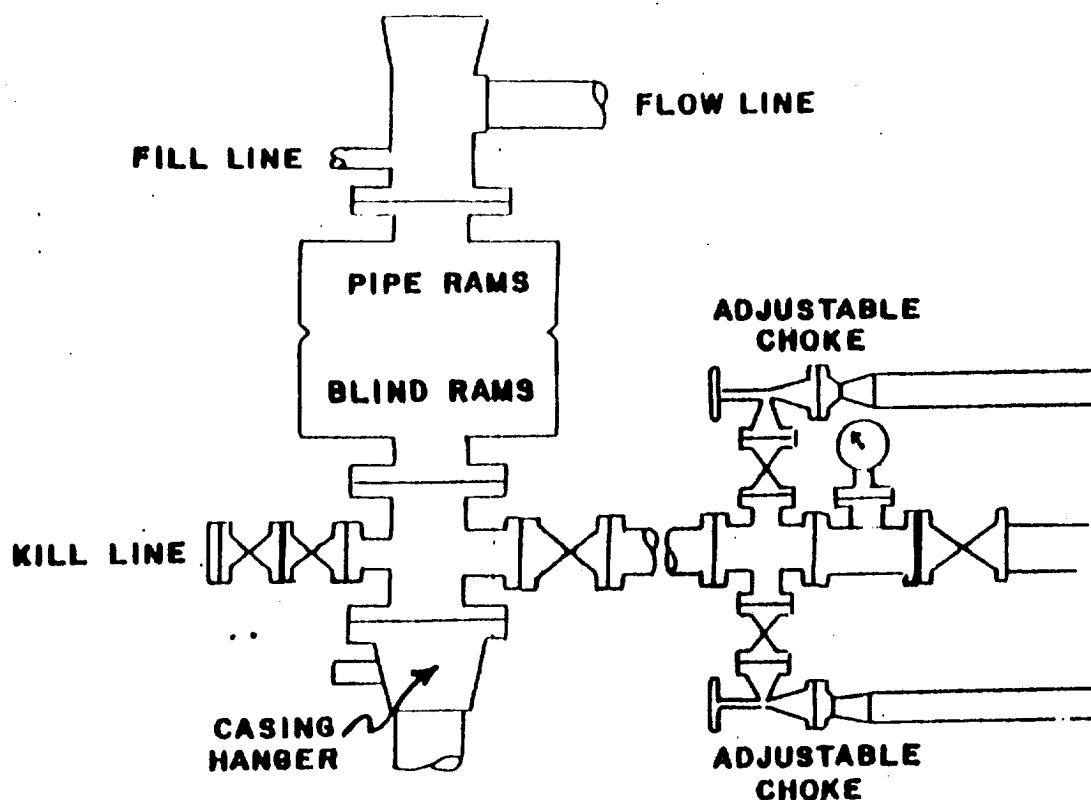 FLOW LINE
FILL LINE
PIPE RAMS
ADJUSTABLE
CHOKE
BLIND RAMS
KILL LINE
CASING
HANGER
ADJUSTABLE
CHOKE